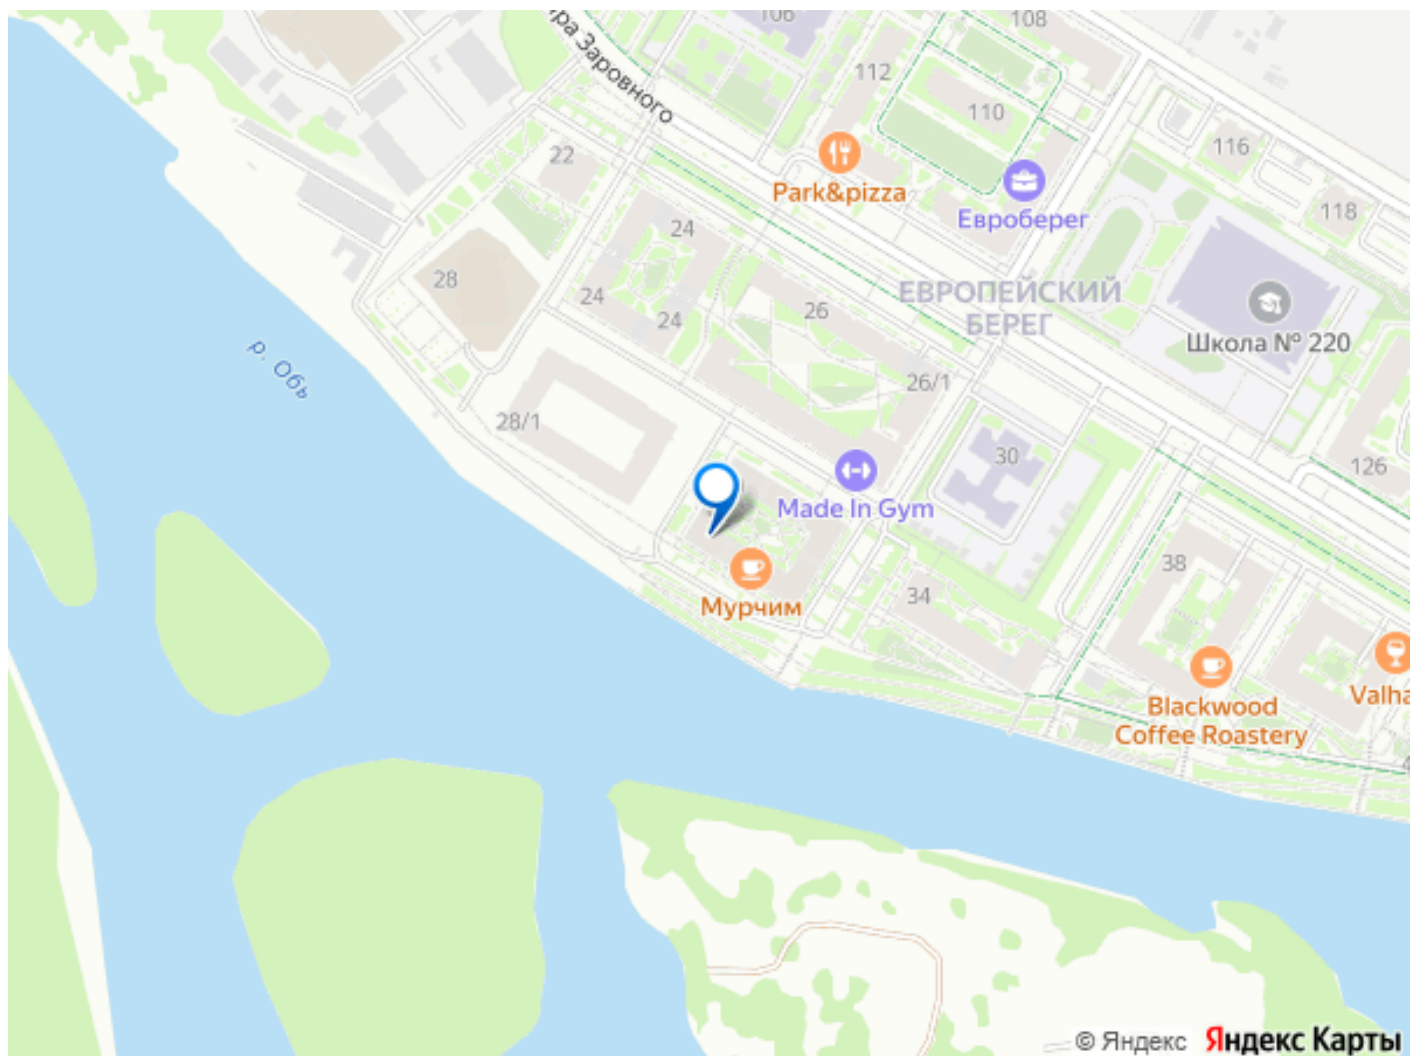 106
108
112
ра Заровного
110
116
22
Park&pizza
118
24
Евроберег
28
24
26
ЕВРОПЕЙСКИЙ
БЕРЕГ
24
Школа № 220
р. Обь
26/1
28/1
30
126
Made In Gym
38
Мурчим
34
Blackwood
Coffee Roastery
Valha
© Яндекс
Яндекс Карты